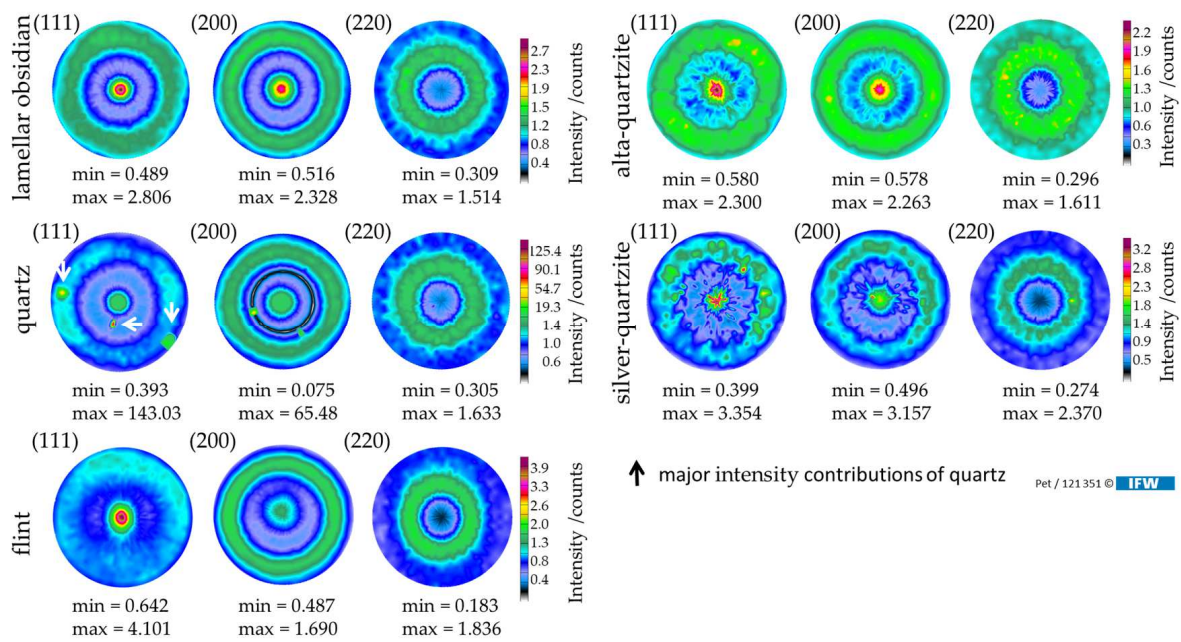 lamellar obsidian
(111) (200) (220)
2.7
2.3
1.9
1.5
1.2
0.8
0.4
Intensity /counts
min = 0.489
max = 2.806
min = 0.516
max = 2.328
min = 0.309
max = 1.514
alta-quartzite
(111) (200) (220)
2.2
1.9
1.6
1.3
1.0
0.6
0.3
Intensity /counts
min = 0.580
max = 2.300
min = 0.578
max = 2.263
min = 0.296
max = 1.611
quartz
(111) (200) (220)
125.4
90.1
54.7
19.3
1.4
1.0
0.6
Intensity /counts
min = 0.393
max = 143.03
min = 0.075
max = 65.48
min = 0.305
max = 1.633
silver-quartzite
(111) (200) (220)
3.2
2.8
2.3
1.8
1.4
0.9
0.5
Intensity /counts
min = 0.399
max = 3.354
min = 0.496
max = 3.157
min = 0.274
max = 2.370
flint
(111) (200) (220)
3.9
3.3
2.6
2.0
1.3
0.8
0.4
Intensity /counts
min = 0.642
max = 4.101
min = 0.487
max = 1.690
min = 0.183
max = 1.836
major intensity contributions of quartz
Pet / 121 351 © IFW